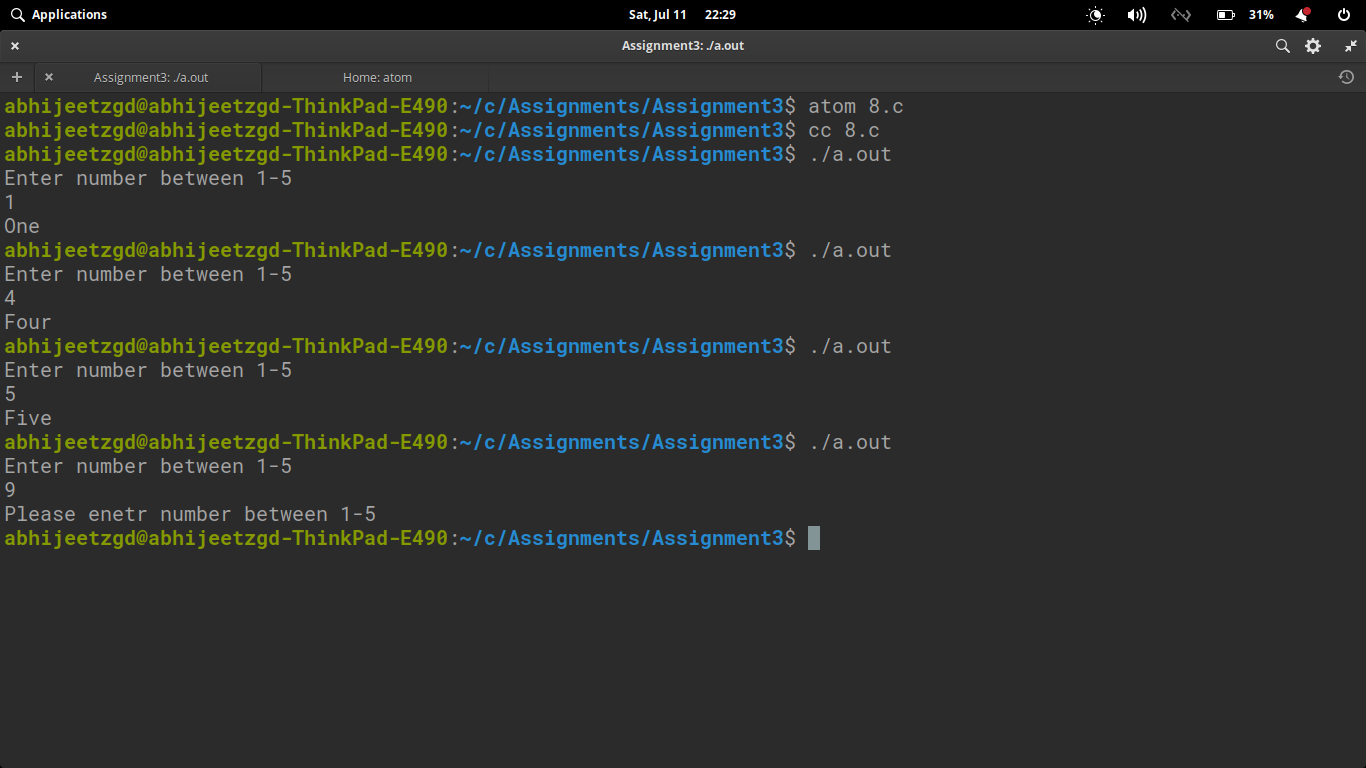 Applications
Sat, Jul 11 22:29
31%
Assignment3: ./a.out
Assignment3: ./a.out
Home: atom
abhijeetzgd@abhijeetzgd-ThinkPad-E490:~/c/Assignments/Assignment3$ atom 8.c
abhijeetzgd@abhijeetzgd-ThinkPad-E490:~/c/Assignments/Assignment3$ cc 8.c
abhijeetzgd@abhijeetzgd-ThinkPad-E490:~/c/Assignments/Assignment3$ ./a.out
Enter number between 1-5
1
One
abhijeetzgd@abhijeetzgd-ThinkPad-E490:~/c/Assignments/Assignment3$ ./a.out
Enter number between 1-5
4
Four
abhijeetzgd@abhijeetzgd-ThinkPad-E490:~/c/Assignments/Assignment3$ ./a.out
Enter number between 1-5
5
Five
abhijeetzgd@abhijeetzgd-ThinkPad-E490:~/c/Assignments/Assignment3$ ./a.out
Enter number between 1-5
9
Please enetr number between 1-5
abhijeetzgd@abhijeetzgd-ThinkPad-E490:~/c/Assignments/Assignment3$